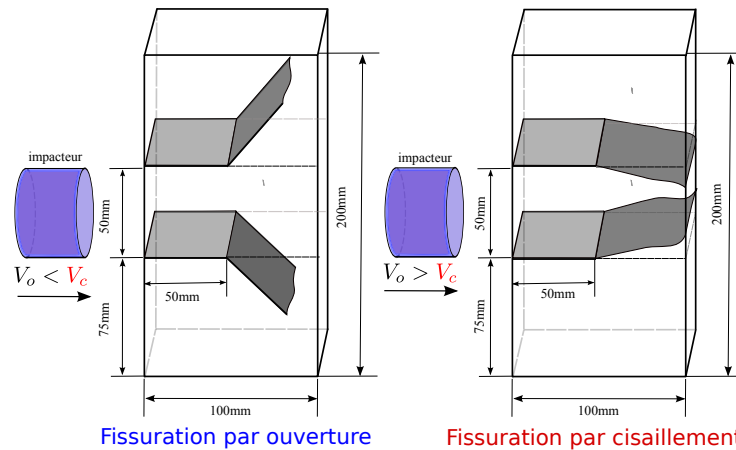 impacteur
50mm
V_o < V_c
75mm
50mm
200mm
100mm
Fissuration par ouverture
impacteur
50mm
V_o > V_c
75mm
50mm
200mm
100mm
Fissuration par cisaillement